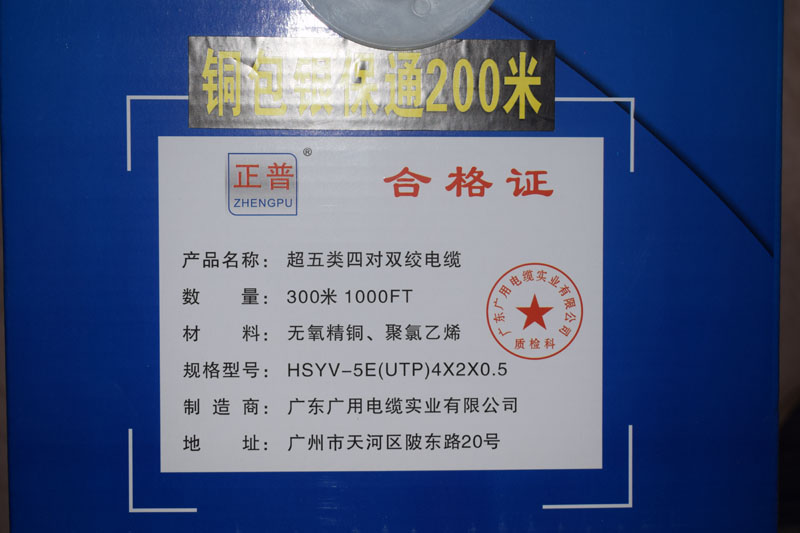 铜包银保通200米
正普®
ZHENGPU
合格证
产品名称：超五类四对双绞电缆
数量：300米 1000FT
材料：无氧精铜、聚氯乙烯
规格型号：HSYV-5E(UTP)4X2X0.5
制造商：广东广用电缆实业有限公司
地址：广州市天河区陂东路20号
广东广用电缆实业有限公司
质检科